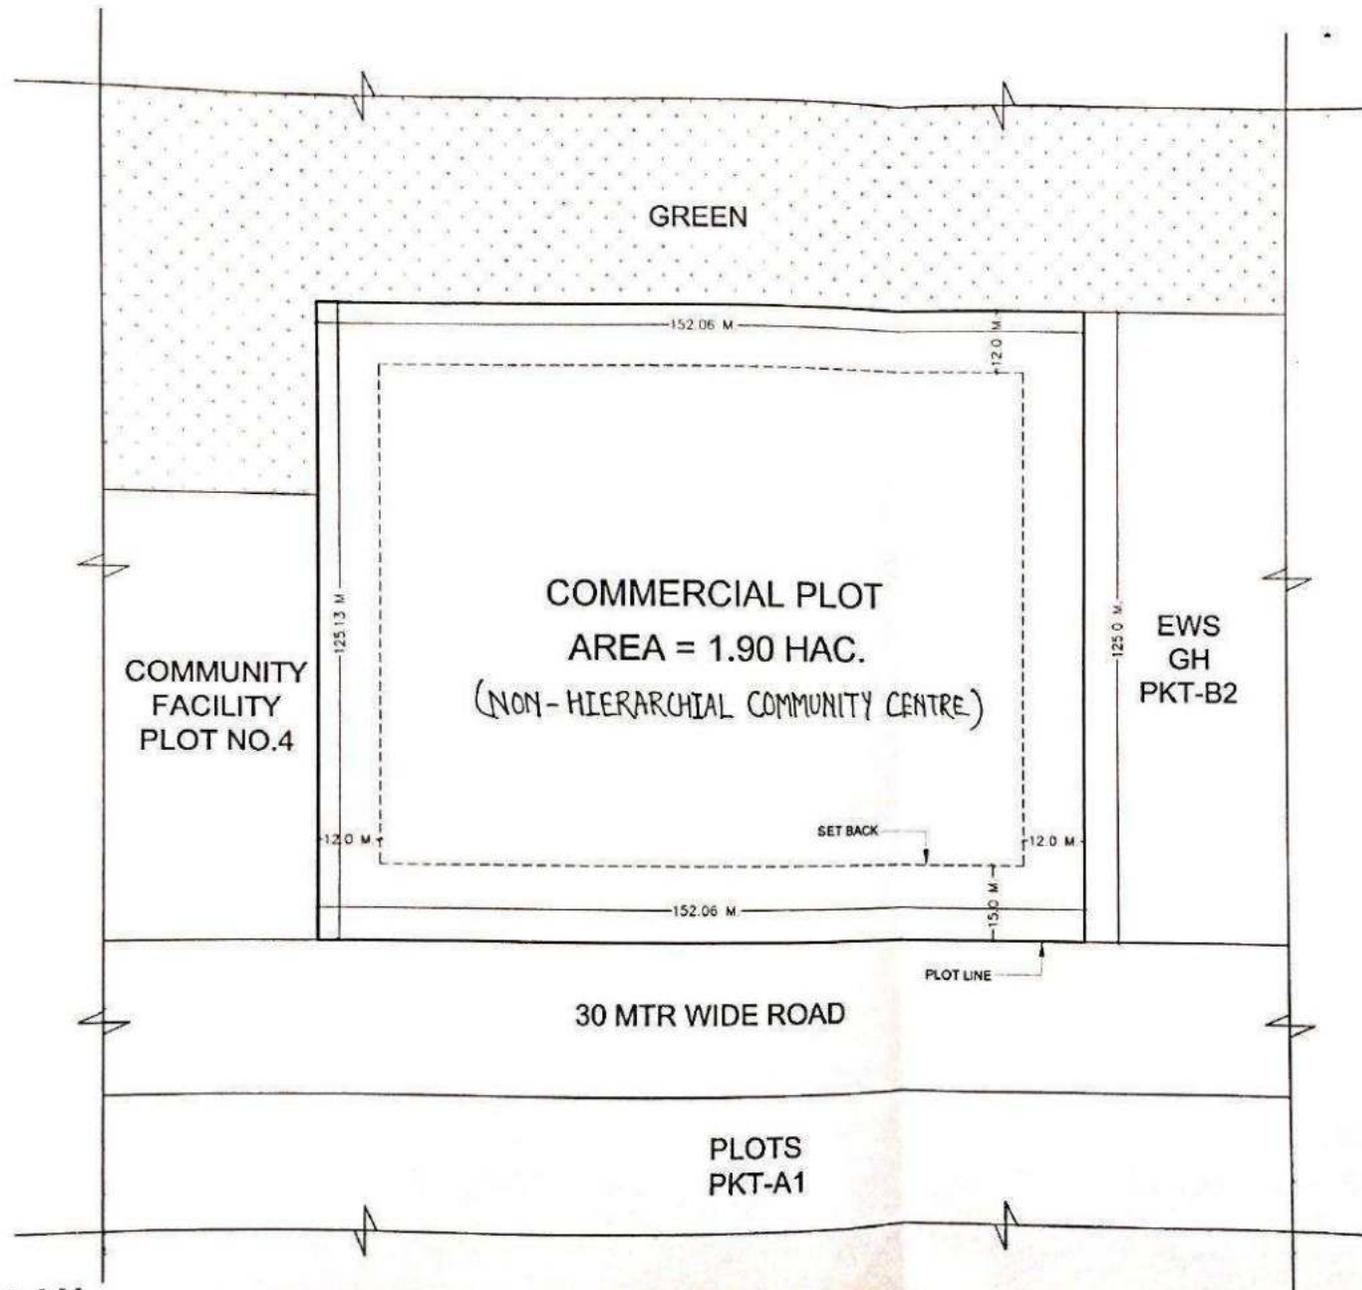 GREEN
152.06 M
12.0 M
COMMERCIAL PLOT
AREA = 1.90 HAC.
(NON-HIERARCHIAL COMMUNITY CENTRE)
125.13 M
125.0 M.
EWS
GH
PKT-B2
COMMUNITY
FACILITY
PLOT NO.4
SET BACK
12.0 M
12.0 M
15.0 M
152.06 M.
PLOT LINE
30 MTR WIDE ROAD
PLOTS
PKT-A1